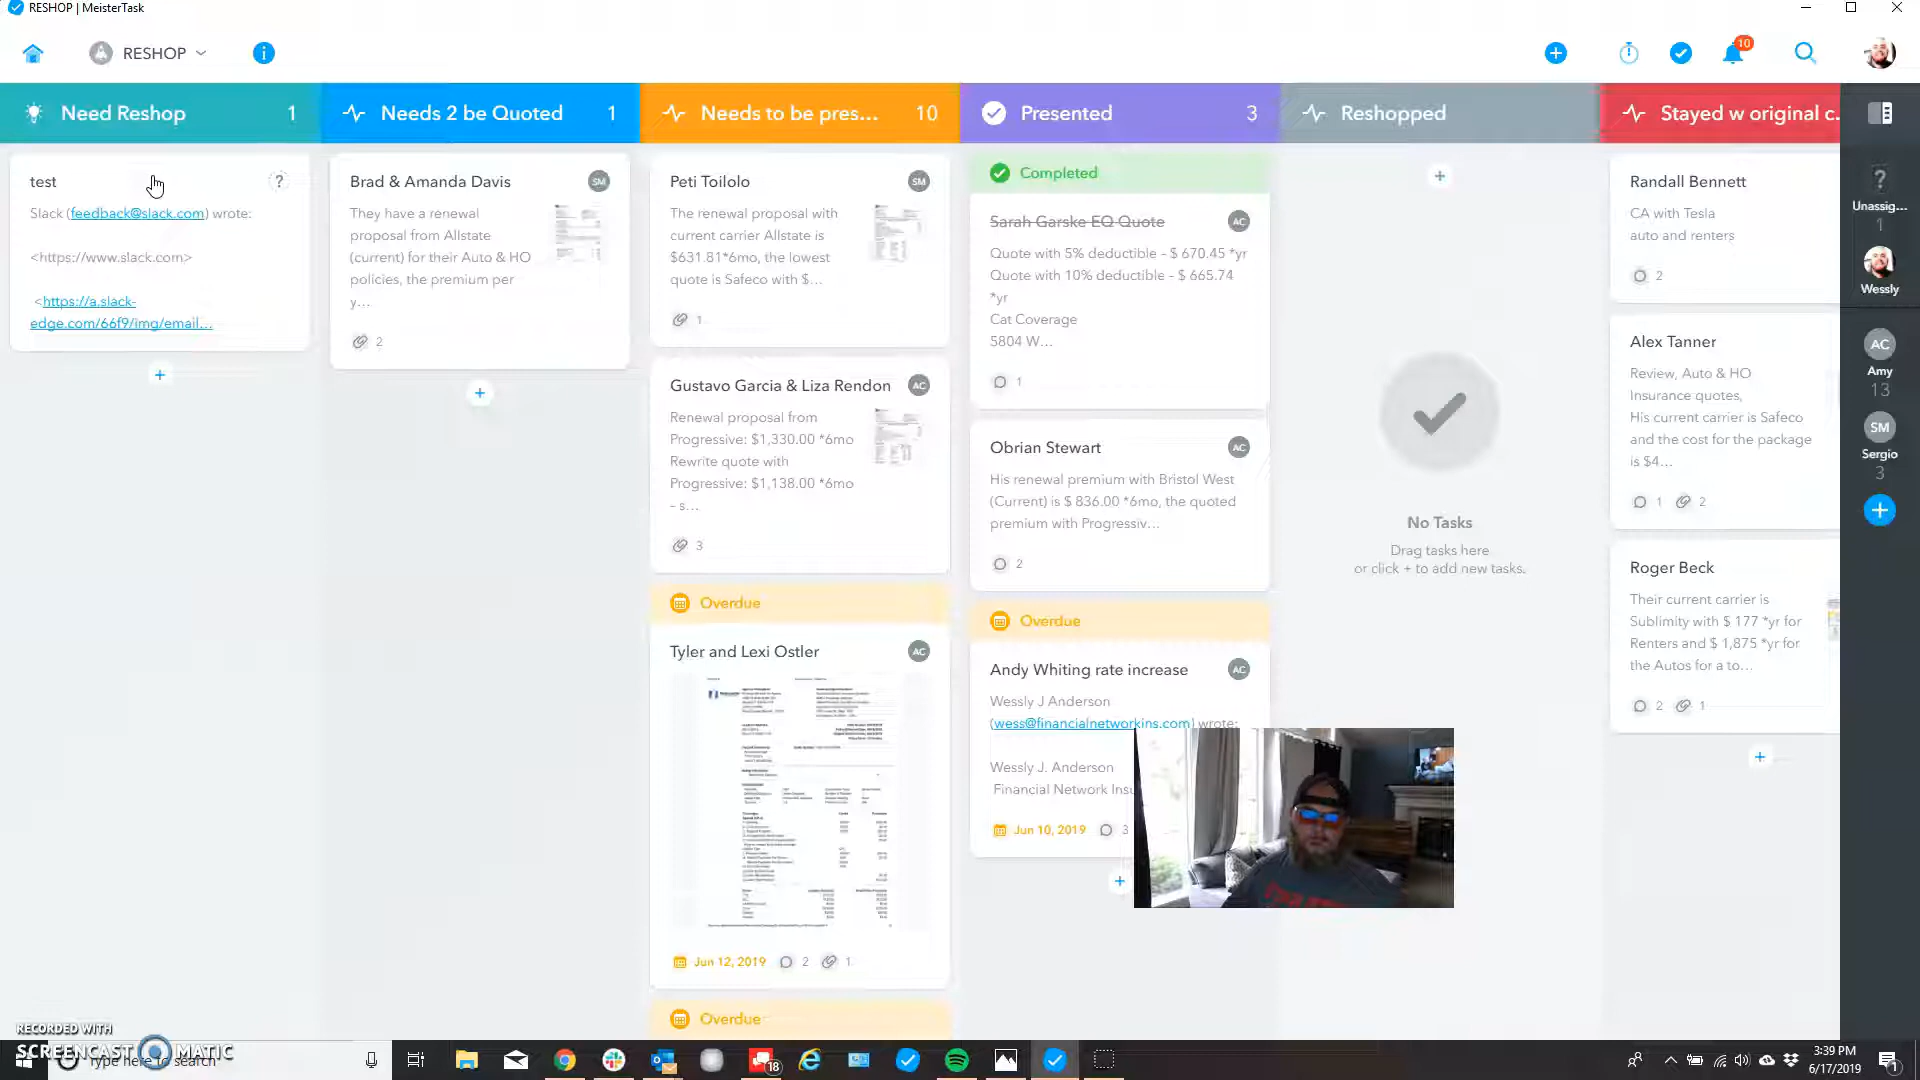 RESHOP | MeisterTask
RESHOP
10
Need Reshop 1
test
?
Slack (feedback@slack.com) wrote:
<https://www.slack.com>
<https://a.slack-
edge.com/66f9/img/email...
Needs 2 be Quoted 1
Brad & Amanda Davis
SM
They have a renewal
proposal from Allstate
(current) for their Auto & HO
policies, the premium per
y...
2
Needs to be pres... 10
Peti Toilolo
SM
The renewal proposal with
current carrier Allstate is
$631.81*6mo, the lowest
quote is Safeco with $...
1
Gustavo Garcia & Liza Rendon
AC
Renewal proposal from
Progressive: $1,330.00 *6mo
Rewrite quote with
Progressive: $1,138.00 *6mo
- s...
3
Overdue
Tyler and Lexi Ostler
AC
Jun 12, 2019 2 1
Overdue
Presented 3
Completed
Sarah Garske EQ Quote
AC
Quote with 5% deductible - $ 670.45 *yr
Quote with 10% deductible - $ 665.74
*yr
Cat Coverage
5804 W...
1
Obrian Stewart
AC
His renewal premium with Bristol West
(Current) is $ 836.00 *6mo, the quoted
premium with Progressiv...
2
Overdue
Andy Whiting rate increase
AC
Wessly J Anderson
(wess@financialnetworkins.com) wrote:
Wessly J. Anderson
Financial Network Insu
Jun 10, 2019 3
Reshopped
No Tasks
Drag tasks here
or click + to add new tasks.
Stayed w original c.
Randall Bennett
CA with Tesla
auto and renters
2
Alex Tanner
Review, Auto & HO
Insurance quotes,
His current carrier is Safeco
and the cost for the package
is $4...
1 2
Roger Beck
Their current carrier is
Sublimity with $ 177 *yr for
Renters and $ 1,875 *yr for
the Autos for a to...
2 1
?
Unassig...
1
Wessly
AC
Amy
13
SM
Sergio
3
RECORDED WITH
SCREENCAST MATIC
Type here to search
18
3:39 PM
6/17/2019
1